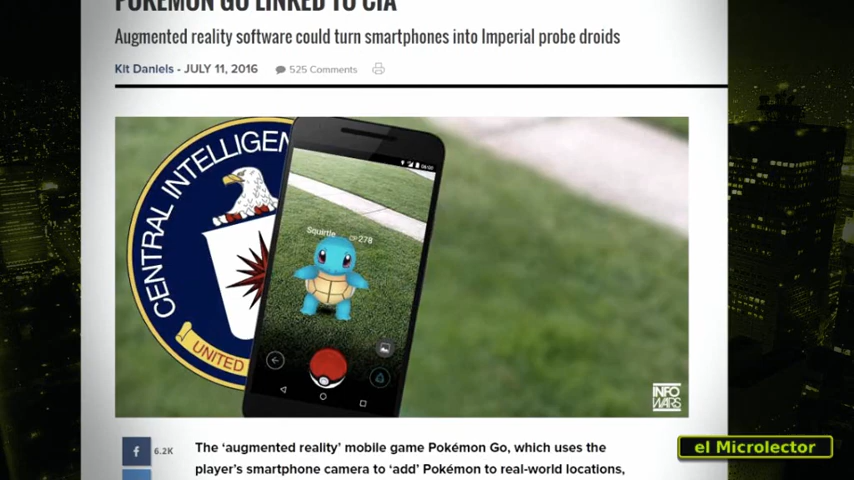 POKEMON GO LINKED TO CIA
Augmented reality software could turn smartphones into Imperial probe droids
Kit Daniels - JULY 11, 2016 525 Comments
CENTRAL INTELLIGEN
UNITED
Squirtle CP 278
INFO
WARS
6.2K
The ‘augmented reality’ mobile game Pokémon Go, which uses the
player’s smartphone camera to ‘add’ Pokémon to real-world locations,
el Microlector